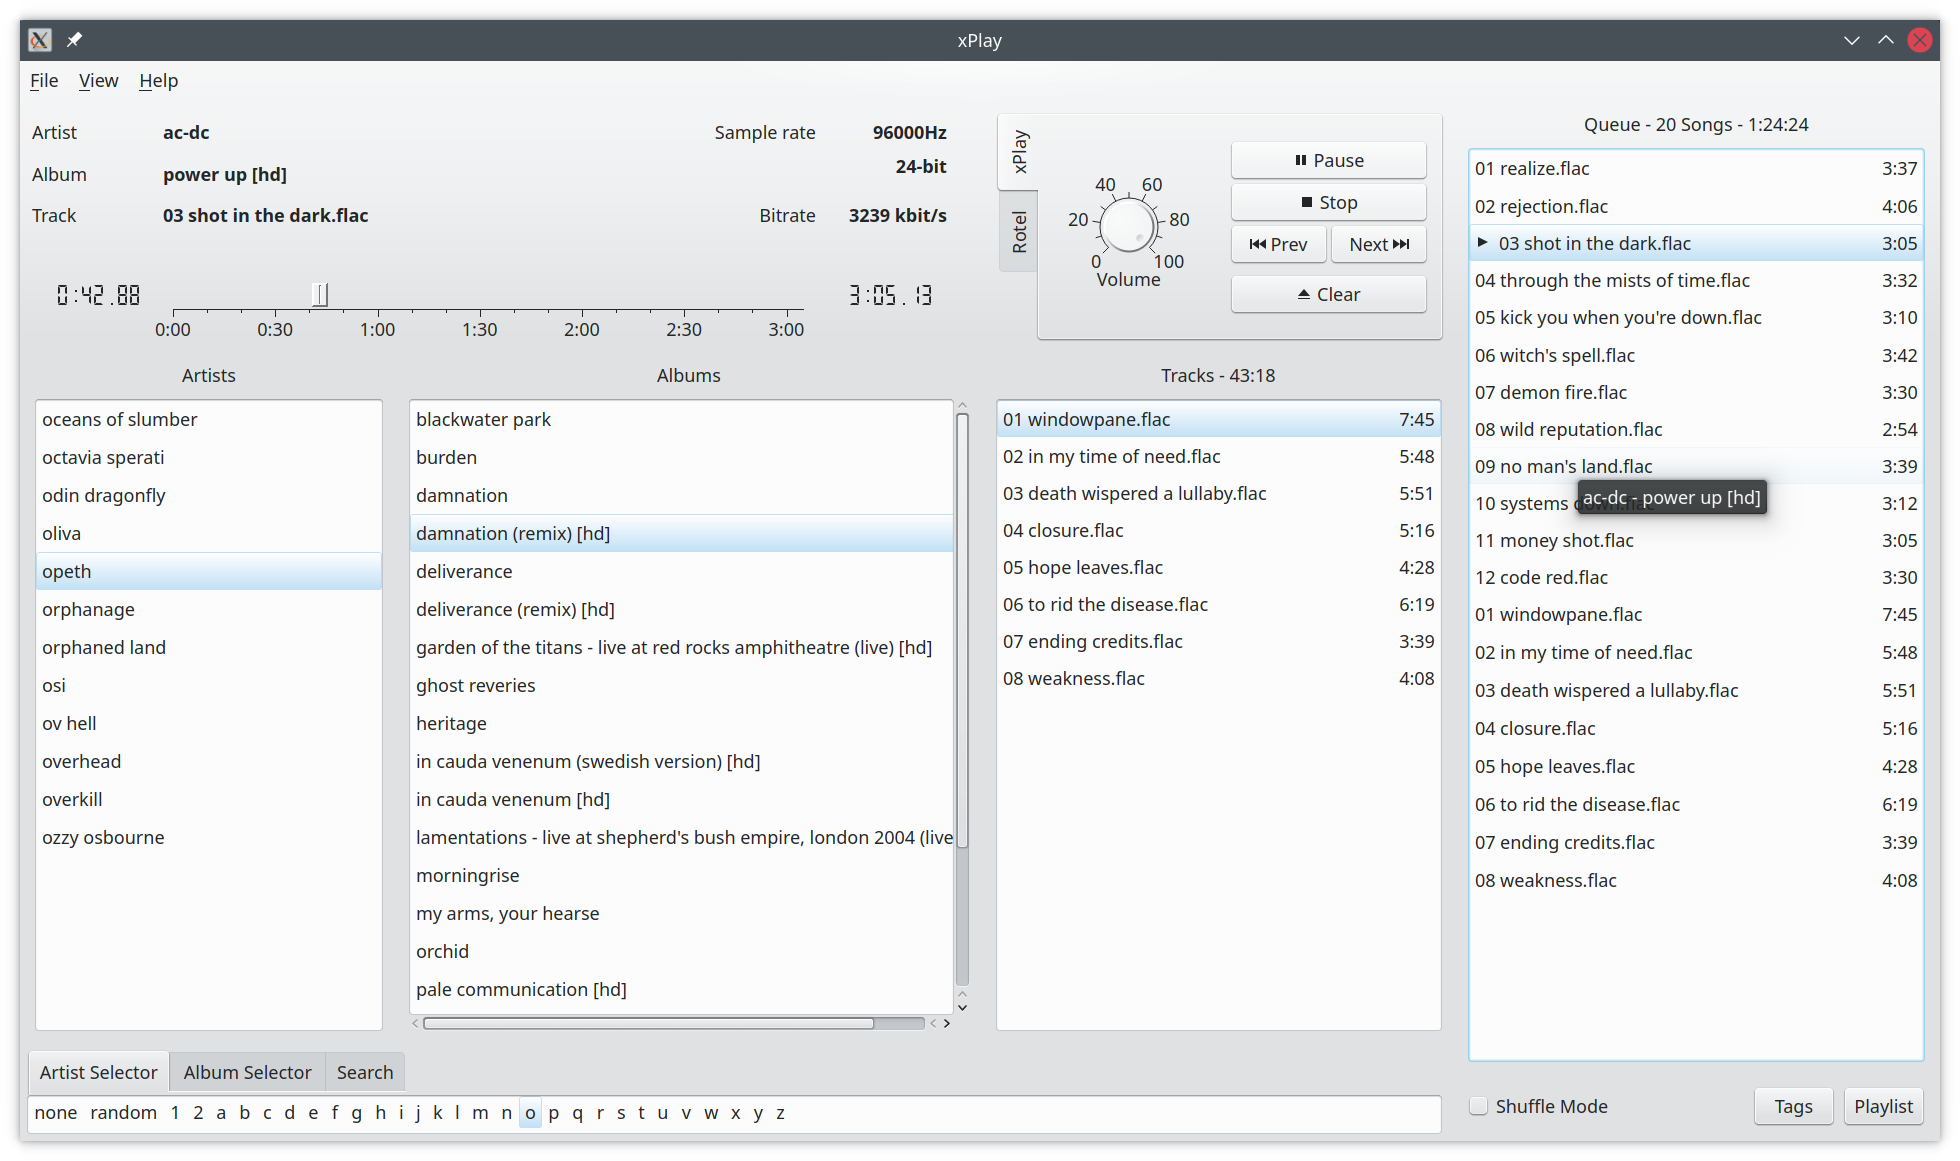 xPlay
File View Help
Artist ac-dc
Album power up [hd]
Track 03 shot in the dark.flac
Sample rate 96000Hz
24-bit
Bitrate 3239 kbit/s
0:42.88
3:05.13
0:00 0:30 1:00 1:30 2:00 2:30 3:00
xPlay
Rotel
0 20 40 60 80 100
Volume
Pause
Stop
Prev Next
Clear
Artists
oceans of slumber
octavia sperati
odin dragonfly
oliva
opeth
orphanage
orphaned land
osi
ov hell
overhead
overkill
ozzy osbourne
Albums
blackwater park
burden
damnation
damnation (remix) [hd]
deliverance
deliverance (remix) [hd]
garden of the titans - live at red rocks amphitheatre (live) [hd]
ghost reveries
heritage
in cauda venenum (swedish version) [hd]
in cauda venenum [hd]
lamentations - live at shepherd's bush empire, london 2004 (live
morningrise
my arms, your hearse
orchid
pale communication [hd]
Tracks - 43:18
01 windowpane.flac 7:45
02 in my time of need.flac 5:48
03 death wispered a lullaby.flac 5:51
04 closure.flac 5:16
05 hope leaves.flac 4:28
06 to rid the disease.flac 6:19
07 ending credits.flac 3:39
08 weakness.flac 4:08
Queue - 20 Songs - 1:24:24
01 realize.flac 3:37
02 rejection.flac 4:06
03 shot in the dark.flac 3:05
04 through the mists of time.flac 3:32
05 kick you when you're down.flac 3:10
06 witch's spell.flac 3:42
07 demon fire.flac 3:30
08 wild reputation.flac 2:54
09 no man's land.flac 3:39
ac-dc - power up [hd]
10 systems down.flac 3:12
11 money shot.flac 3:05
12 code red.flac 3:30
01 windowpane.flac 7:45
02 in my time of need.flac 5:48
03 death wispered a lullaby.flac 5:51
04 closure.flac 5:16
05 hope leaves.flac 4:28
06 to rid the disease.flac 6:19
07 ending credits.flac 3:39
08 weakness.flac 4:08
Artist Selector Album Selector Search
none random 1 2 a b c d e f g h i j k l m n o p q r s t u v w x y z
Shuffle Mode
Tags Playlist